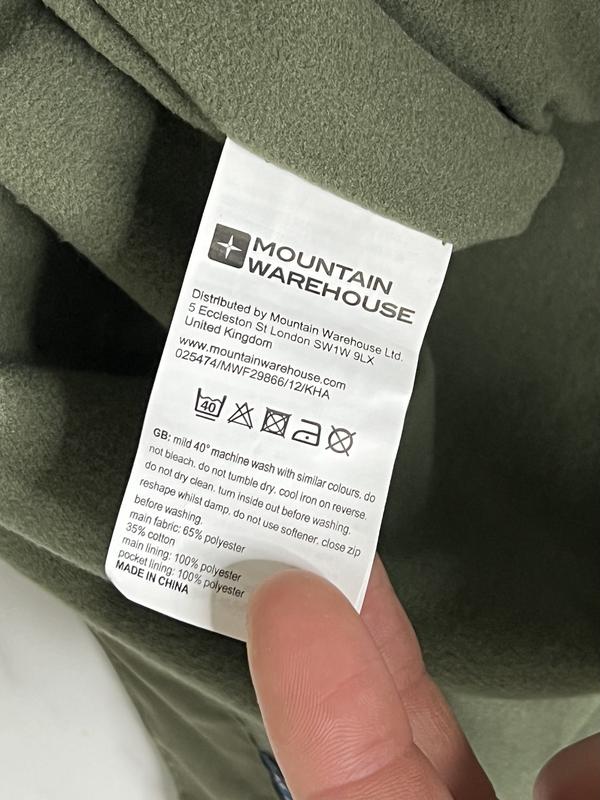 MOUNTAIN
WAREHOUSE
Distributed by Mountain Warehouse Ltd.
5 Eccleston St London SW1W 9LX
United Kingdom
www.mountainwarehouse.com
025474/MWF29866/12/KHA
40
GB: mild 40° machine wash with similar colours. do
not bleach. do not tumble dry. cool iron on reverse.
do not dry clean. turn inside out before washing.
reshape whilst damp. do not use softener. close zip
before washing.
main fabric: 65% polyester
35% cotton
main lining: 100% polyester
pocket lining: 100% polyester
MADE IN CHINA